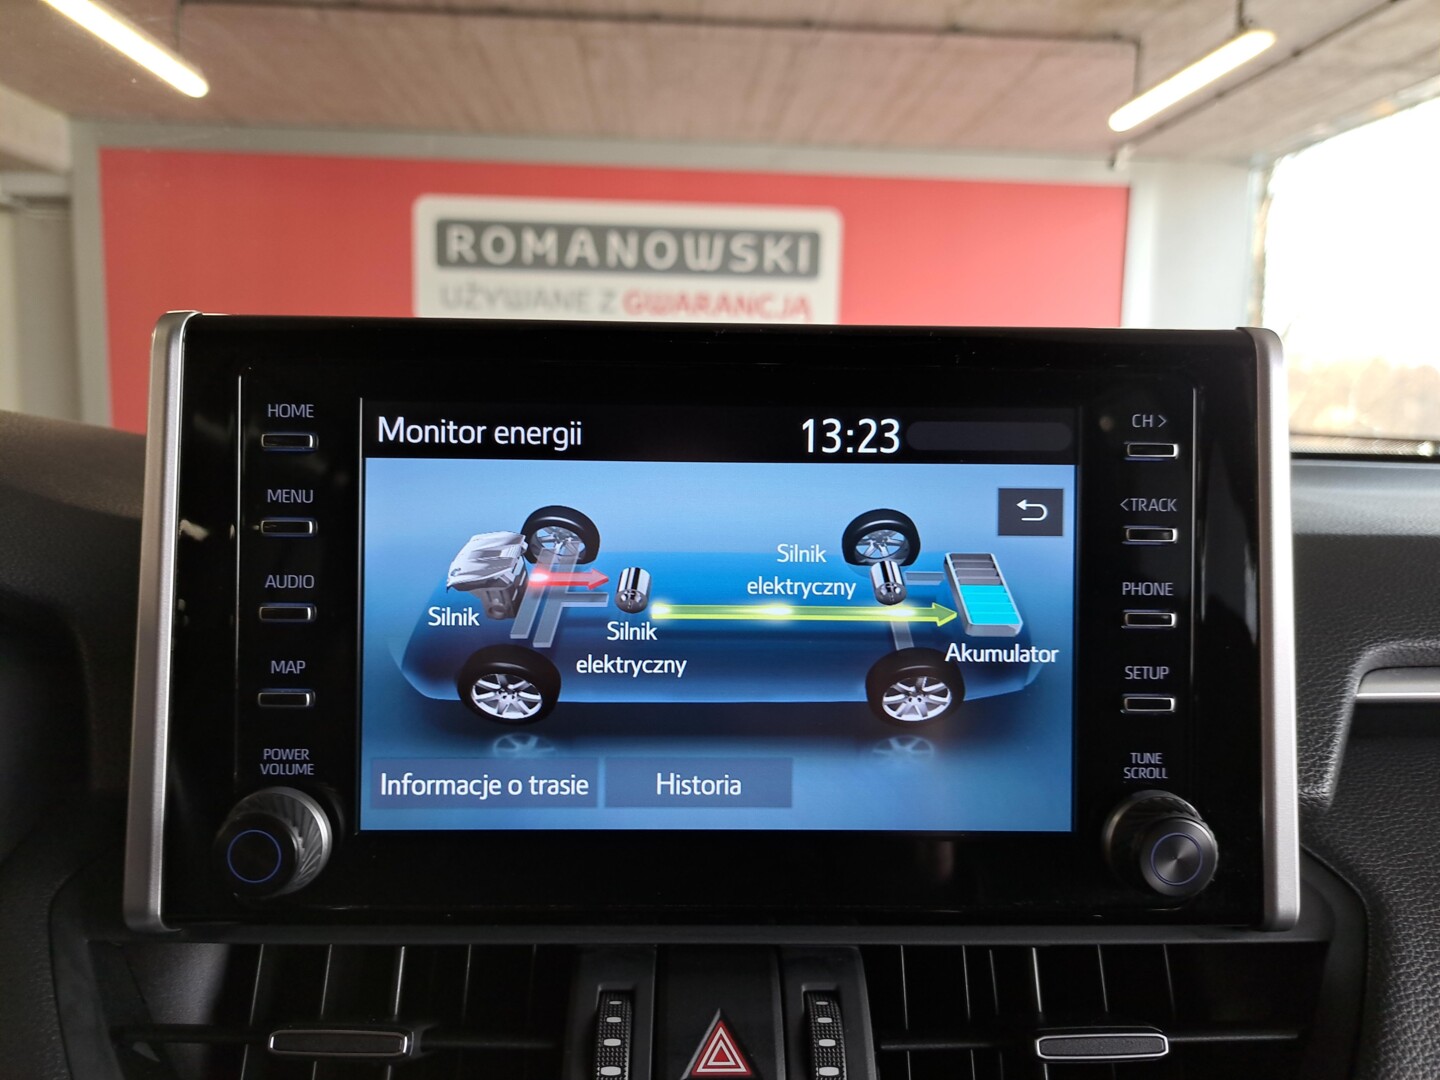 ROMANOWSKI
UŻYWANE Z GWARANCJĄ
HOME
MENU
AUDIO
MAP
POWER
VOLUME
Monitor energii
13:23
Silnik
Silnik
elektryczny
Silnik
elektryczny
Akumulator
Informacje o trasie
Historia
CH >
<TRACK
PHONE
SETUP
TUNE
SCROLL